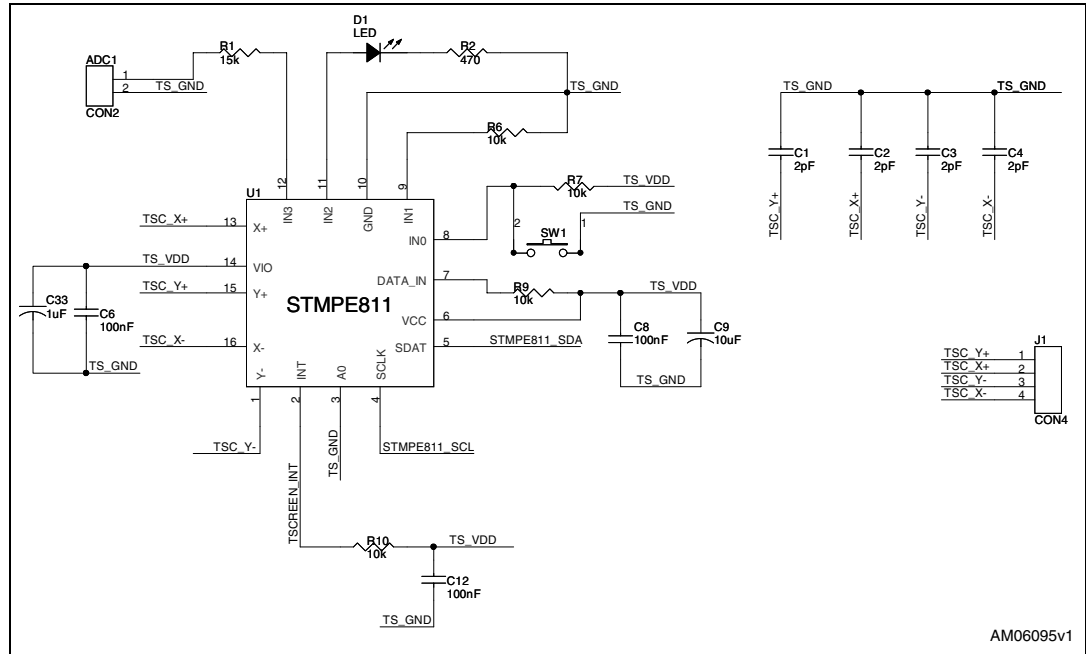 D1
LED
R1
15k
R2
470
ADC1
1
2
TS_GND
CON2
TS_GND
R6
10k
TS_GND
TS_GND
C1
2pF
C2
2pF
C3
2pF
C4
2pF
TSC_Y+
TSC_X+
TSC_Y-
TSC_X-
12
11
10
9
U1
IN3
IN2
GND
IN1
R7
10k
TS_VDD
TS_GND
2
1
SW1
TSC_X+
13
X+
IN0
8
TS_VDD
14
VIO
DATA_IN
7
TSC_Y+
15
Y+
STMPE811
R9
10k
TS_VDD
C33
1uF
C6
100nF
VCC
6
C8
100nF
C9
10uF
TSC_X-
16
X-
SDAT
5
STMPE811_SDA
TS_GND
TS_GND
Y-
INT
A0
SCLK
1
2
3
4
J1
TSC_Y+
1
TSC_X+
2
TSC_Y-
3
TSC_X-
4
CON4
TSC_Y-
TSCREEN_INT
TS_GND
STMPE811_SCL
R10
10k
TS_VDD
C12
100nF
TS_GND
AM06095v1